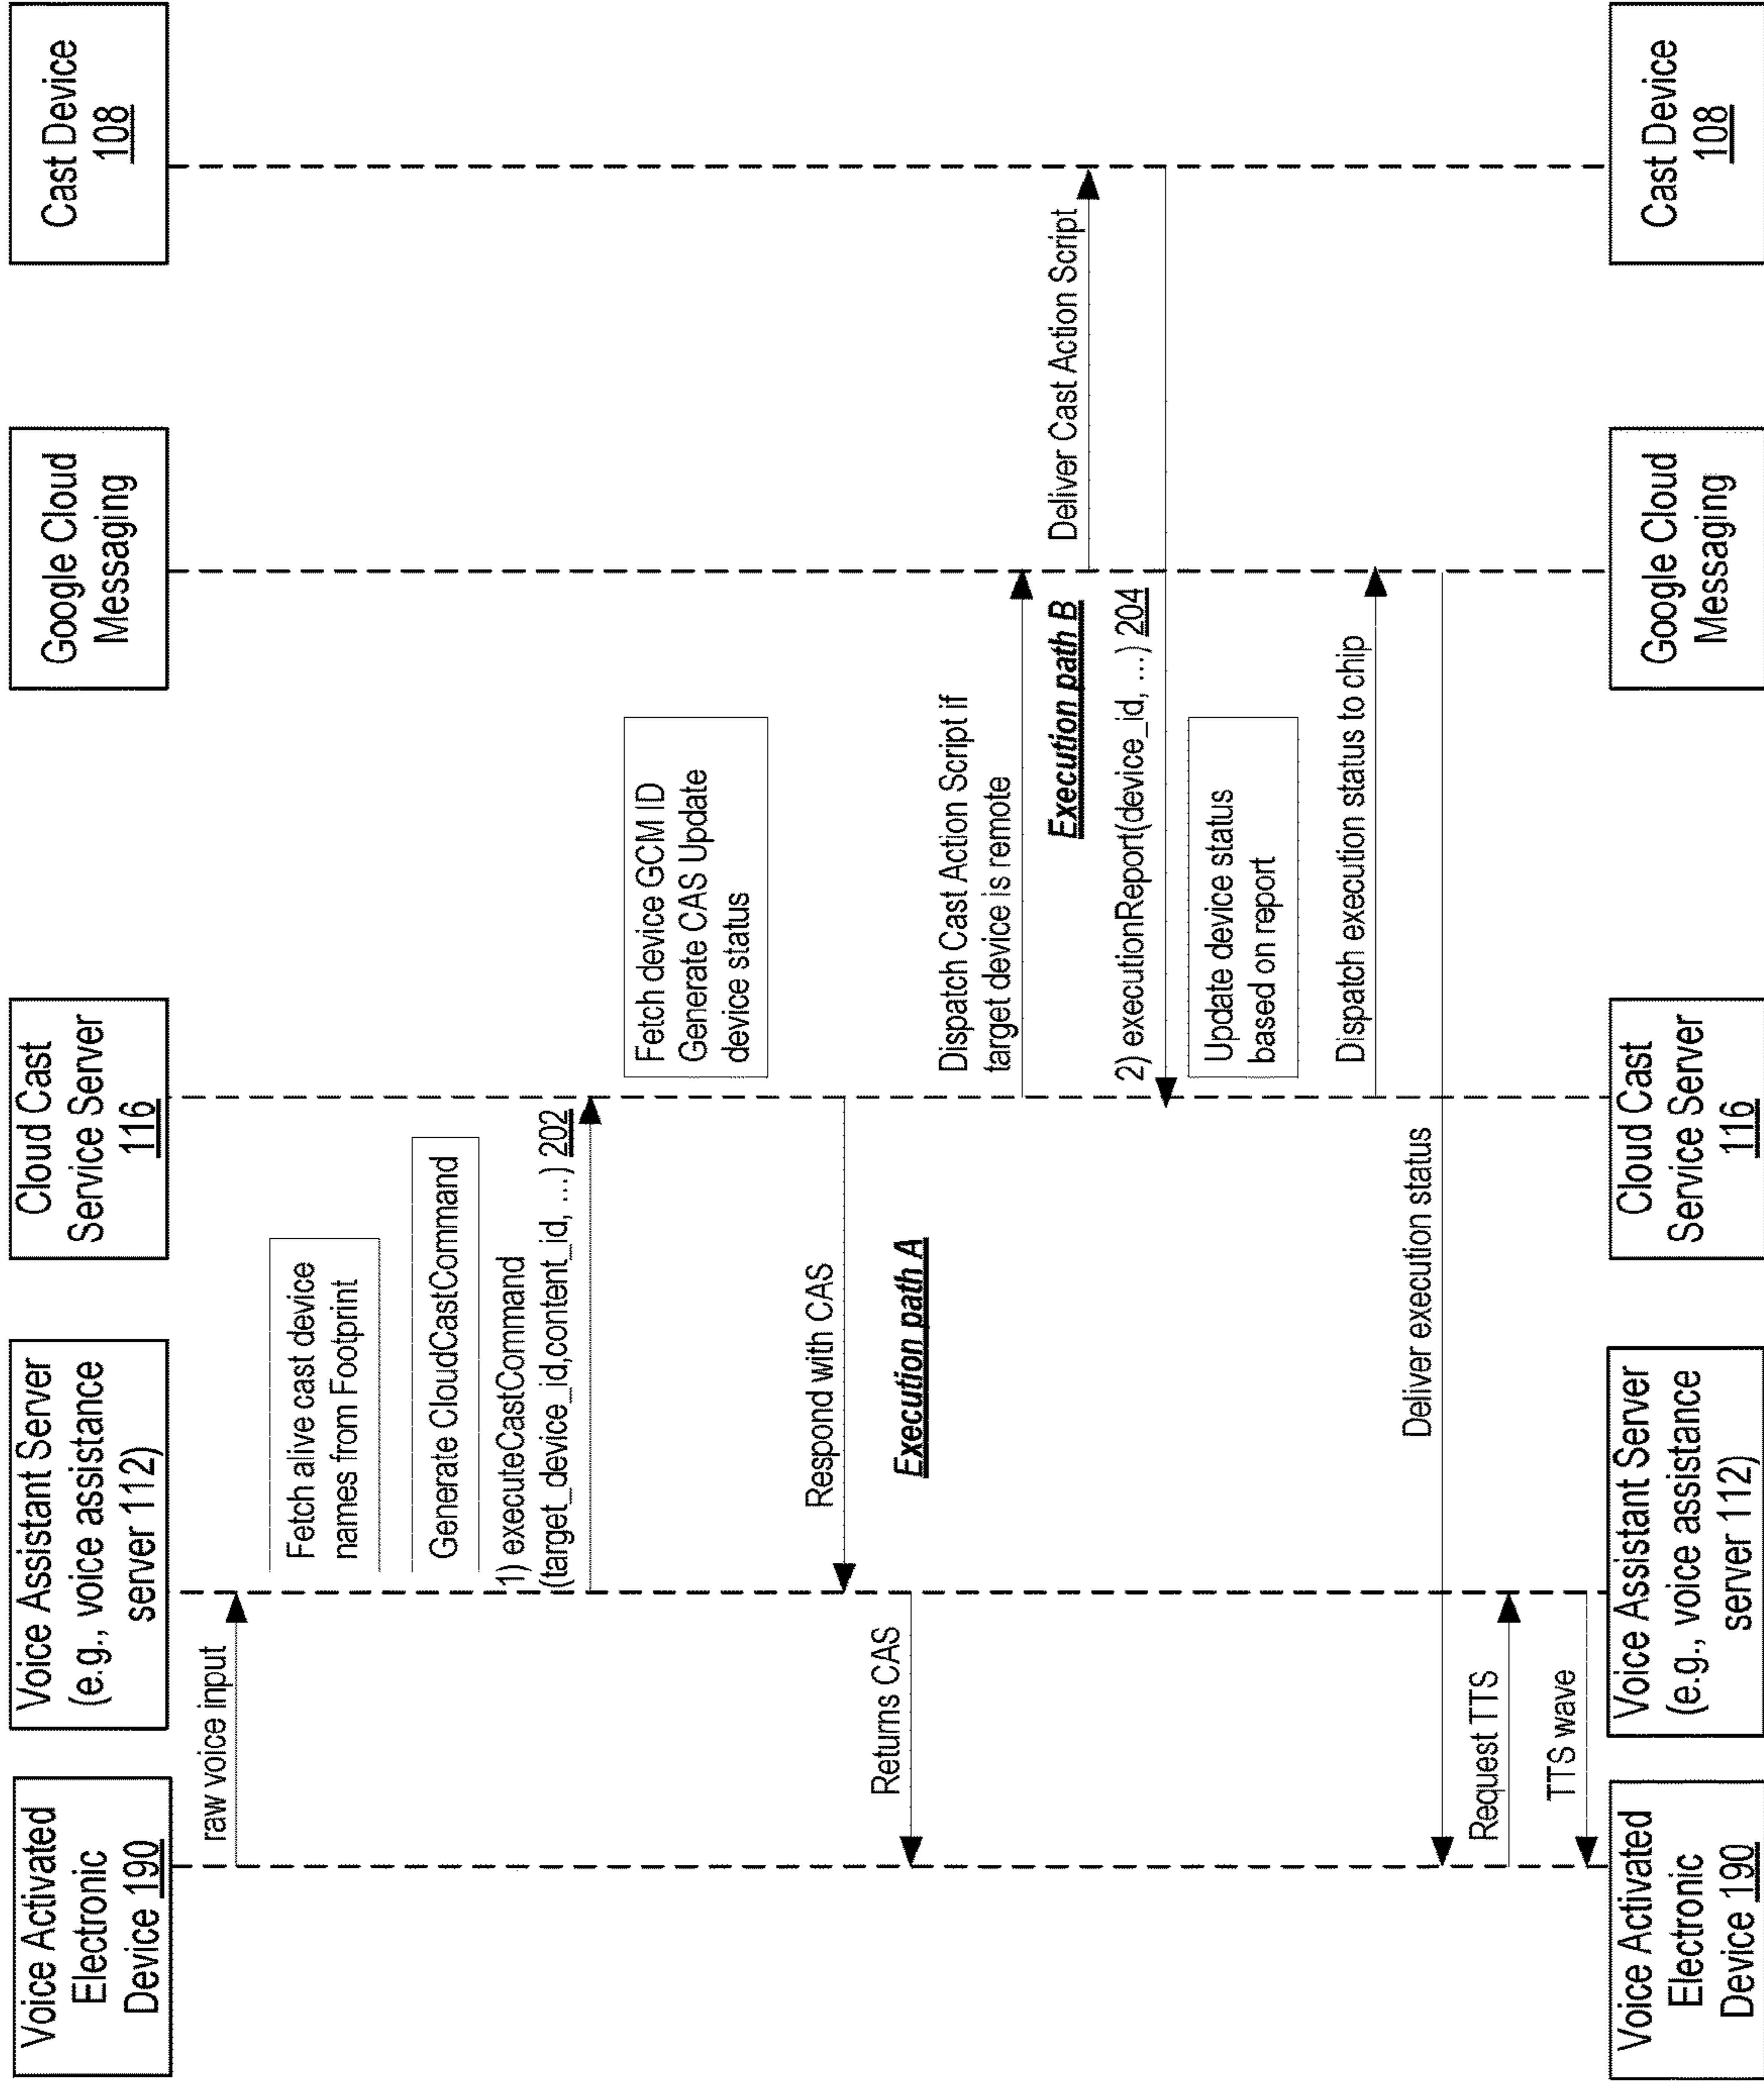 Voice Activated
Electronic
Device 190
Voice Assistant Server
(e.g., voice assistance
server 112)
Cloud Cast
Service Server
116
Google Cloud
Messaging
Cast Device
108
raw voice input
Fetch alive cast device
names from Footprint
Generate CloudCastCommand
1) executeCastCommand
(target_device_id,content_id, ...) 202
Fetch device GCM ID
Generate CAS Update
device status
Respond with CAS
Returns CAS
Execution path A
Dispatch Cast Action Script if
target device is remote
Deliver Cast Action Script
Execution path B
2) executionReport(device_id, ...) 204
Update device status
based on report
Dispatch execution status to chip
Deliver execution status
Request TTS
TTS wave
Voice Activated
Electronic
Device 190
Voice Assistant Server
(e.g., voice assistance
server 112)
Cloud Cast
Service Server
116
Google Cloud
Messaging
Cast Device
108